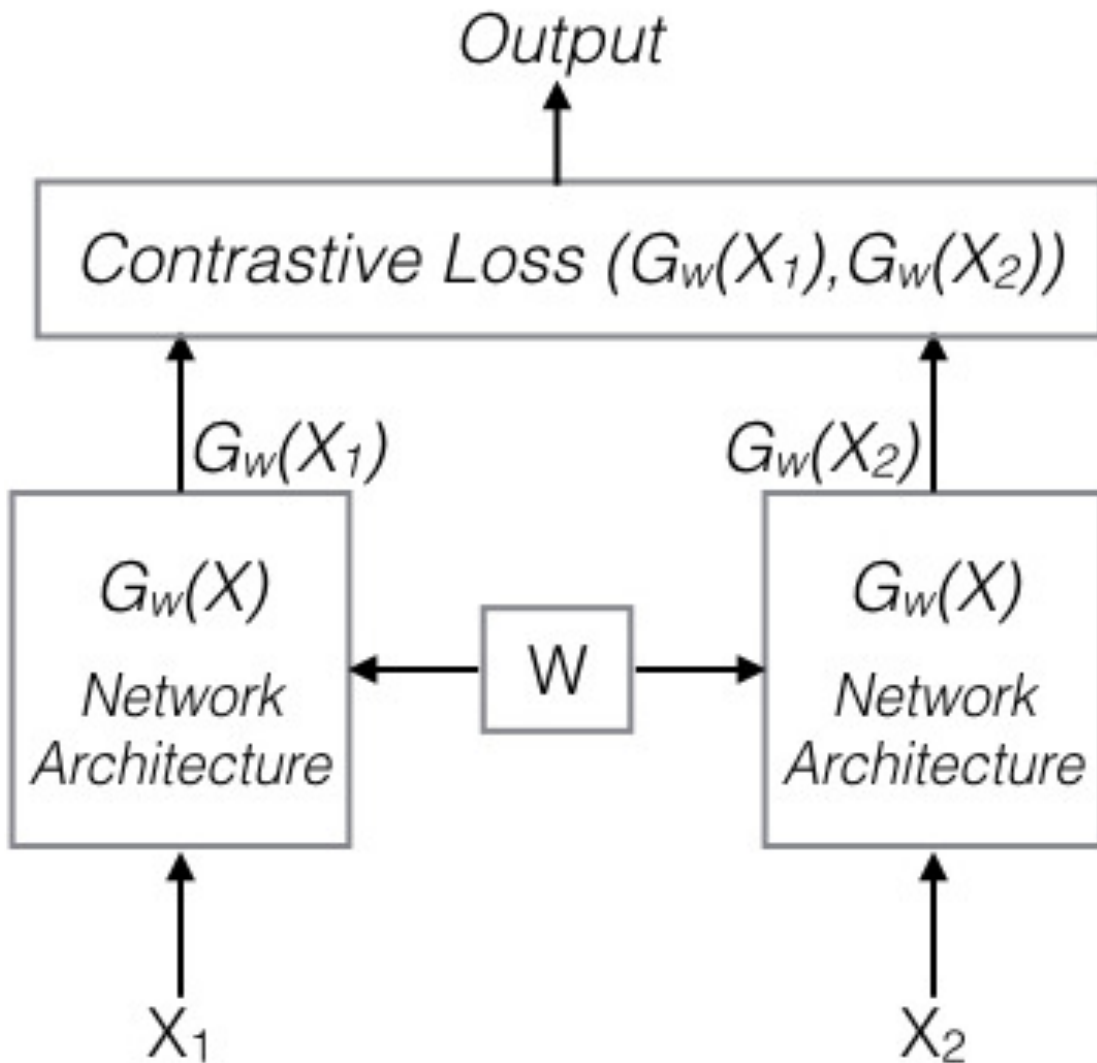 Output
Contrastive Loss (Gw(X1),Gw(X2))
Gw(X1)
Gw(X2)
Gw(X)
Network
Architecture
W
Gw(X)
Network
Architecture
X1
X2